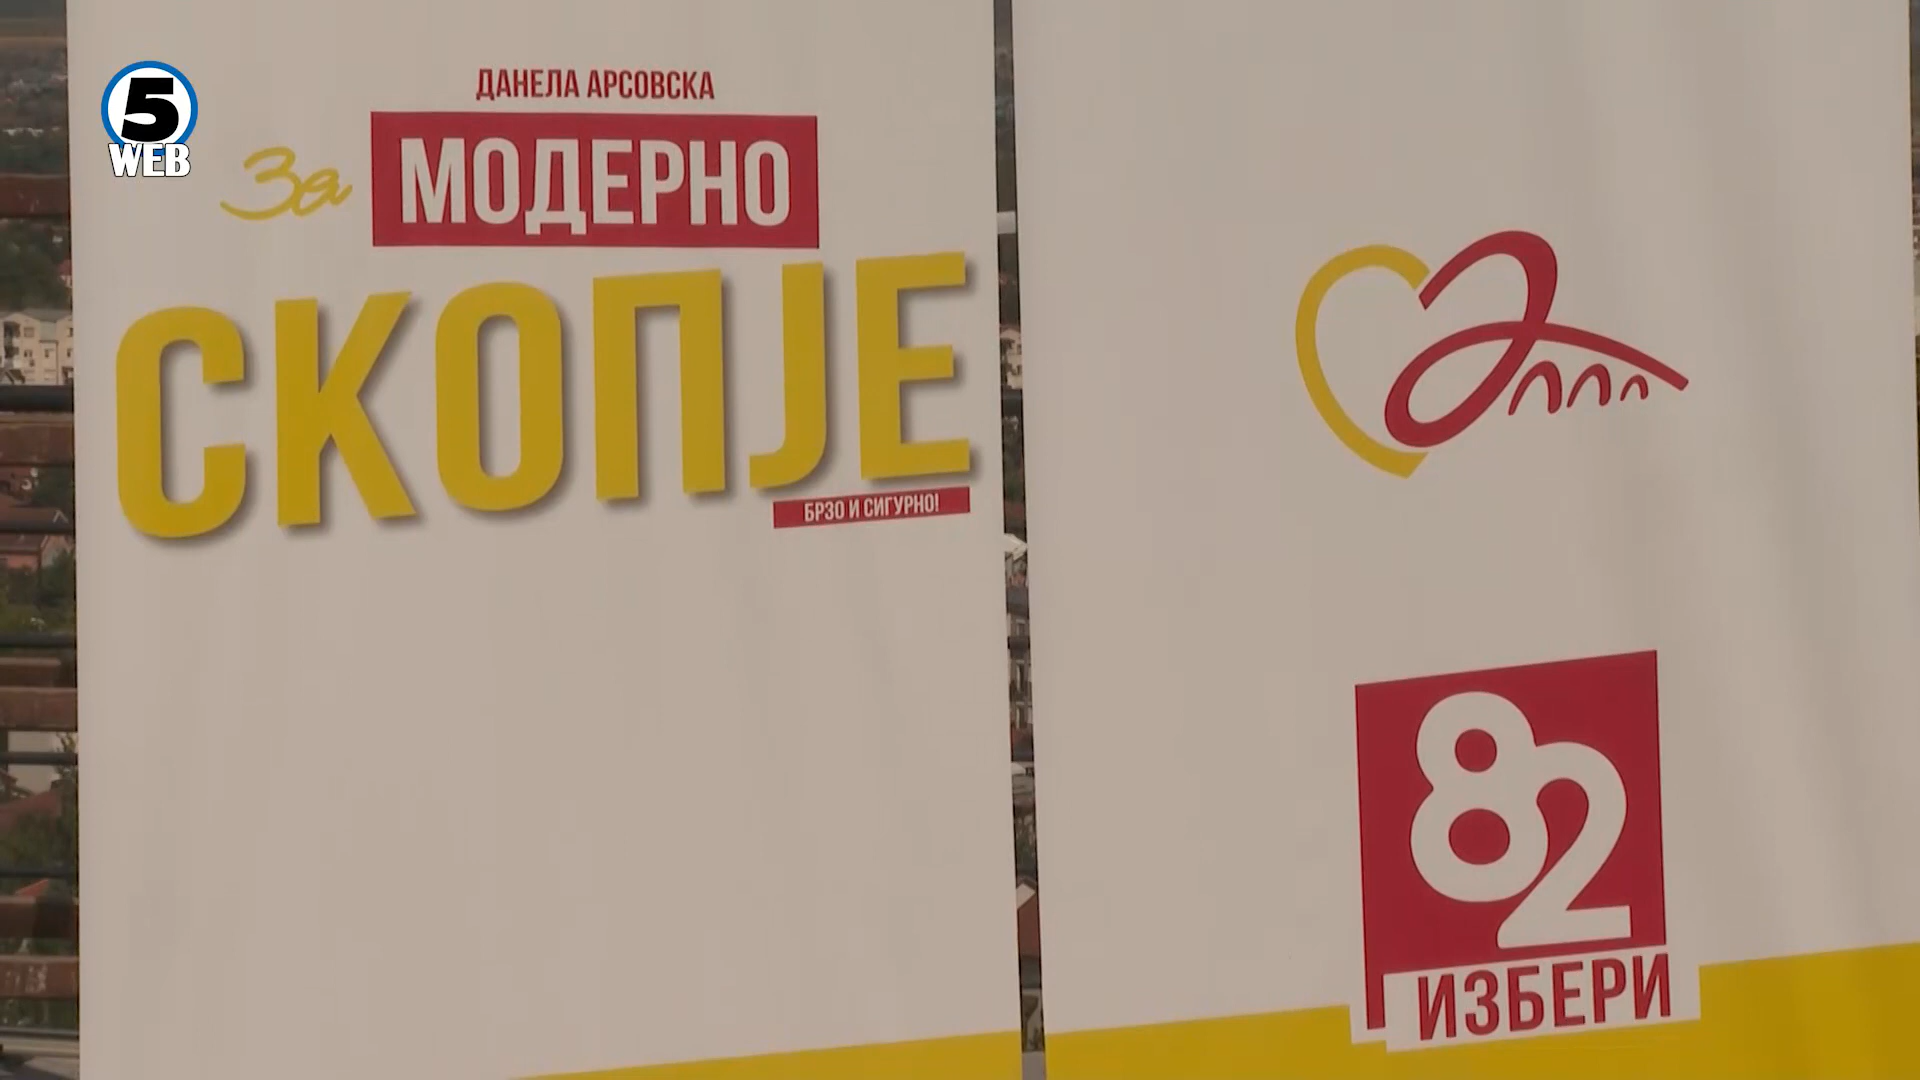 5
WEB
ДАНЕЛА АРСОВСКА
За МОДЕРНО
СКОПЈЕ
БРЗО И СИГУРНО!
82
ИЗБЕРИ